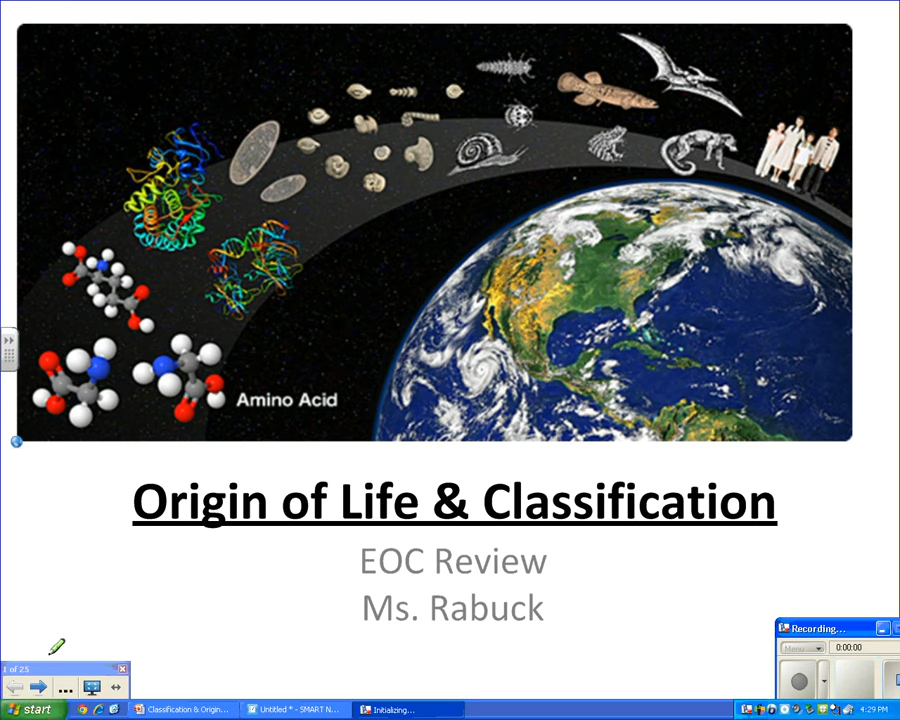 Amino Acid
Origin of Life & Classification
EOC Review
Ms. Rabuck
1 of 25
Recording...
Menu
0:00:00
start
Classification & Origin...
Untitled * - SMART N...
Initializing...
4:29 PM